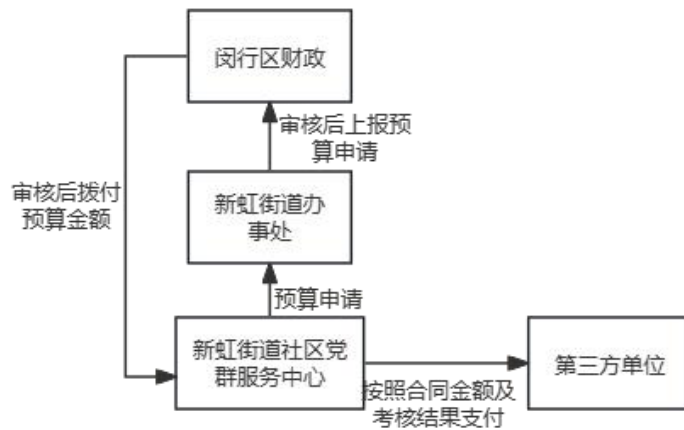 闵行区财政
审核后上报预
算申请
审核后拨付
预算金额
新虹街道办
事处
预算申请
新虹街道社区党
群服务中心
按照合同金额及
考核结果支付
第三方单位